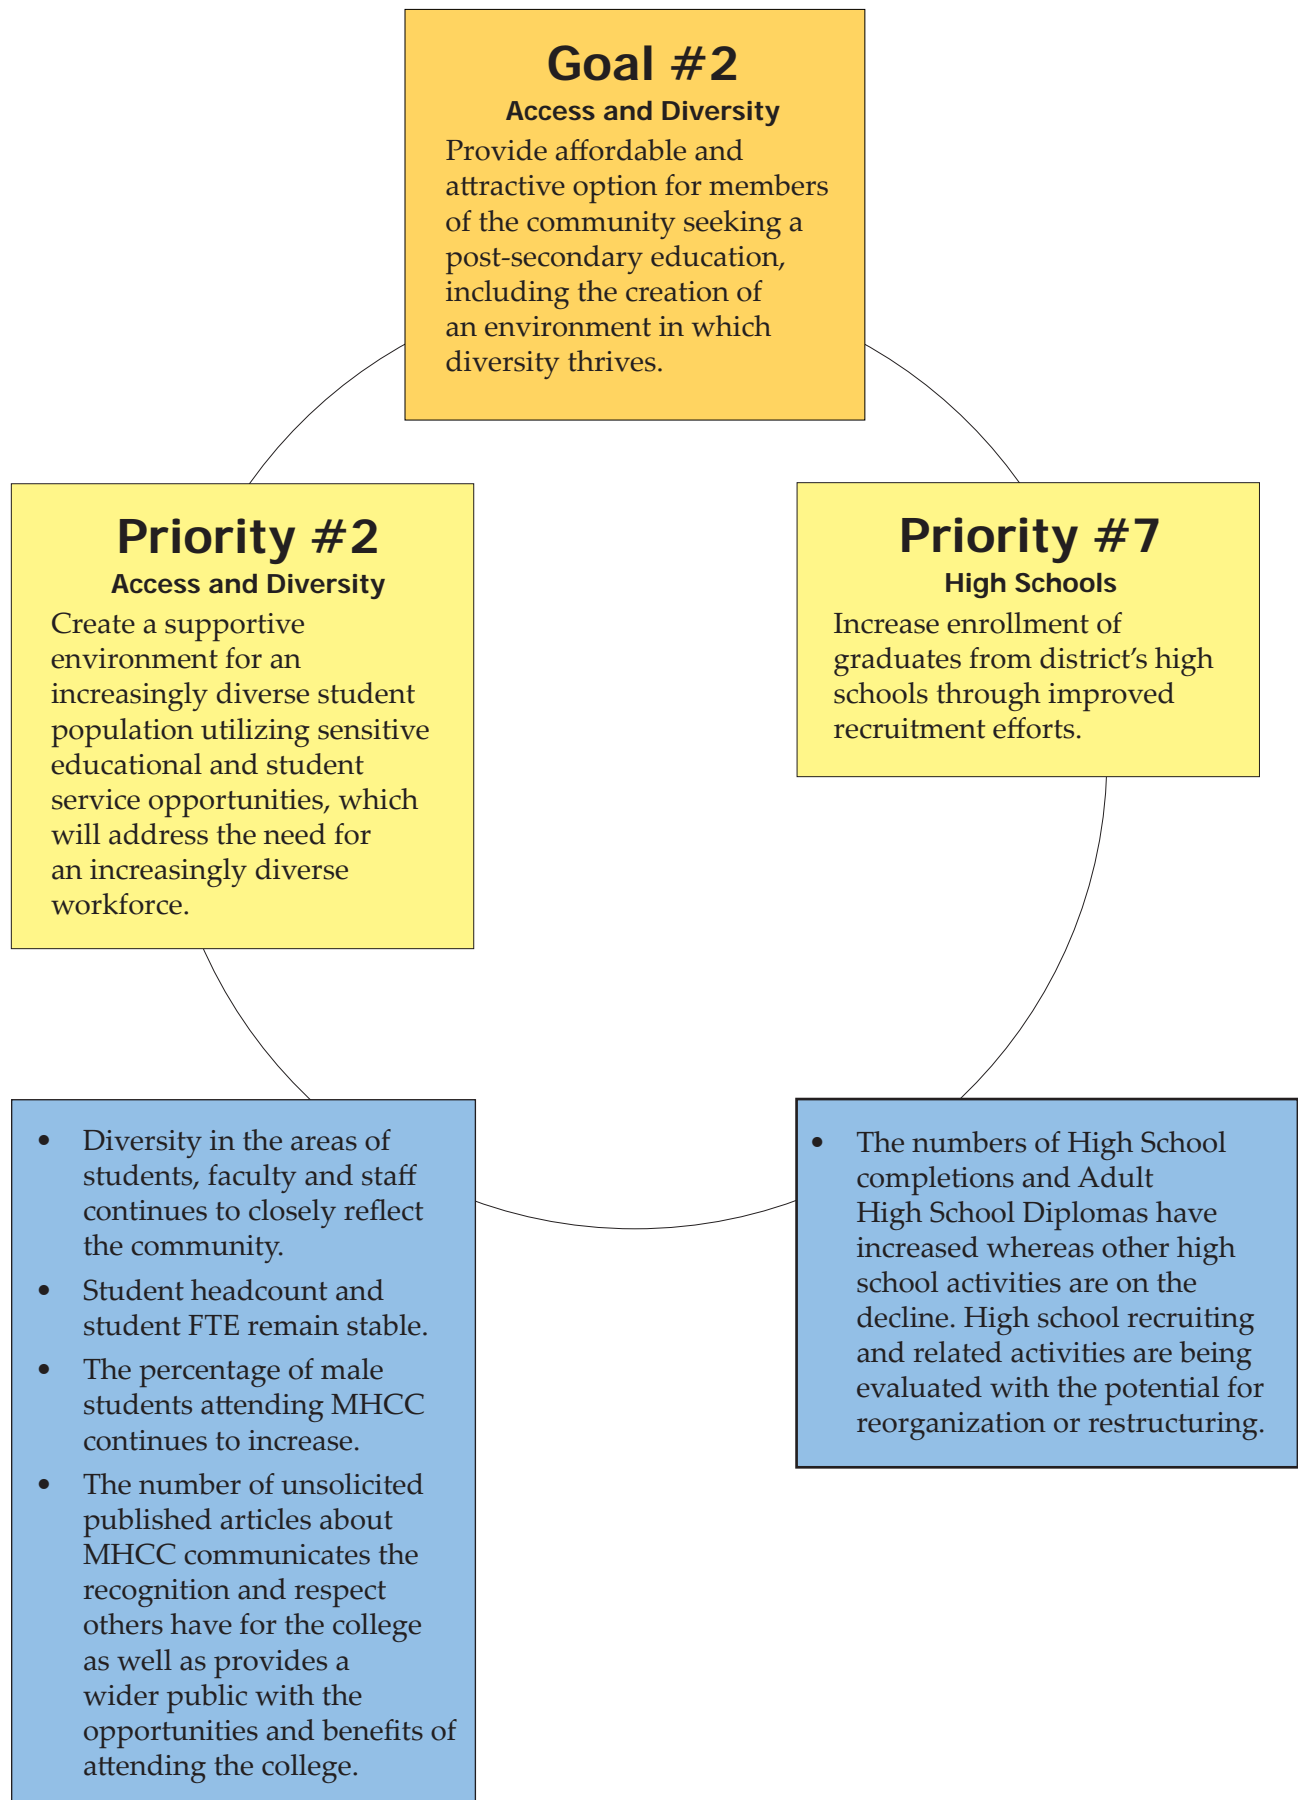 Goal #2
Access and Diversity
Provide affordable and
attractive option for members
of the community seeking a
post-secondary education,
including the creation of
an environment in which
diversity thrives.
Priority #2
Access and Diversity
Create a supportive
environment for an
increasingly diverse student
population utilizing sensitive
educational and student
service opportunities, which
will address the need for
an increasingly diverse
workforce.
Priority #7
High Schools
Increase enrollment of
graduates from district's high
schools through improved
recruitment efforts.
• Diversity in the areas of
students, faculty and staff
continues to closely reflect
the community.
• Student headcount and
student FTE remain stable.
• The percentage of male
students attending MHCC
continues to increase.
• The number of unsolicited
published articles about
MHCC communicates the
recognition and respect
others have for the college
as well as provides a
wider public with the
opportunities and benefits of
attending the college.
• The numbers of High School
completions and Adult
High School Diplomas have
increased whereas other high
school activities are on the
decline. High school recruiting
and related activities are being
evaluated with the potential for
reorganization or restructuring.